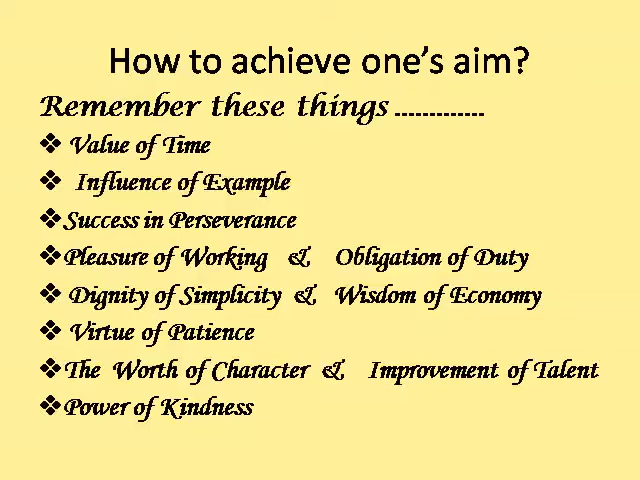 How to achieve one’s aim?
Remember these things .............
❖ Value of Time
❖ Influence of Example
❖Success in Perseverance
❖Pleasure of Working & Obligation of Duty
❖ Dignity of Simplicity & Wisdom of Economy
❖ Virtue of Patience
❖The Worth of Character & Improvement of Talent
❖Power of Kindness